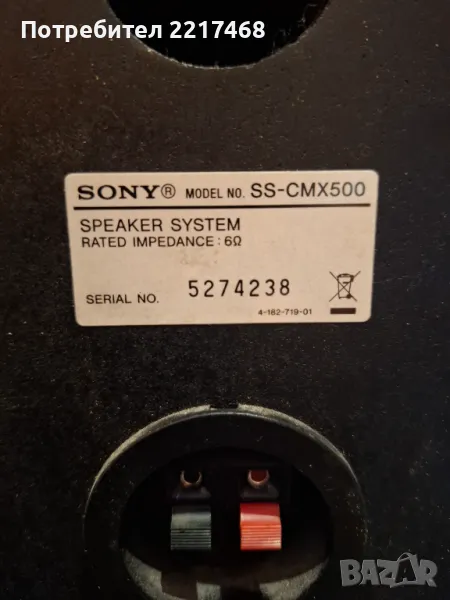 Потребител 2217468
SONY® MODEL NO. SS-CMX500
SPEAKER SYSTEM
RATED IMPEDANCE : 6Ω
SERIAL NO. 5274238
4-182-719-01
BAZAR